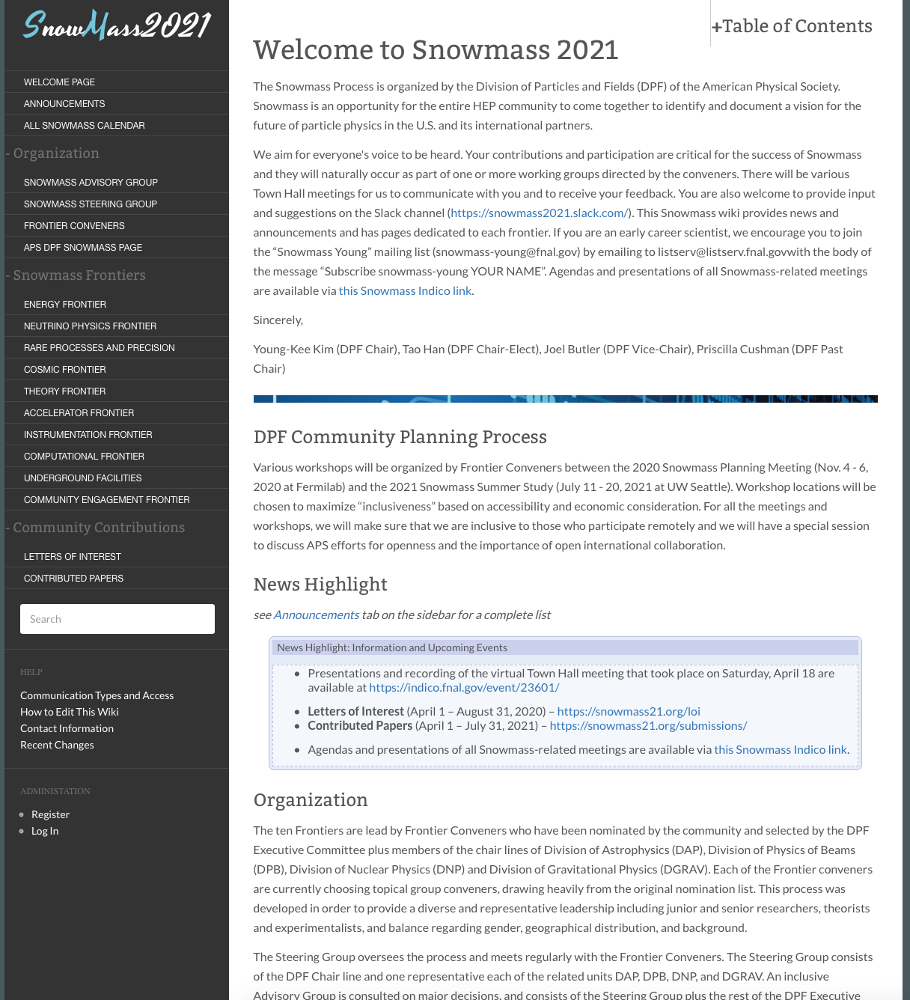 SnowMass2021
WELCOME PAGE
ANNOUNCEMENTS
ALL SNOWMASS CALENDAR
- Organization
SNOWMASS ADVISORY GROUP
SNOWMASS STEERING GROUP
FRONTIER CONVENERS
APS DPF SNOWMASS PAGE
- Snowmass Frontiers
ENERGY FRONTIER
NEUTRINO PHYSICS FRONTIER
RARE PROCESSES AND PRECISION
COSMIC FRONTIER
THEORY FRONTIER
ACCELERATOR FRONTIER
INSTRUMENTATION FRONTIER
COMPUTATIONAL FRONTIER
UNDERGROUND FACILITIES
COMMUNITY ENGAGEMENT FRONTIER
- Community Contributions
LETTERS OF INTEREST
CONTRIBUTED PAPERS
Search
HELP
Communication Types and Access
How to Edit This Wiki
Contact Information
Recent Changes
ADMINISTATION
Register
Log In
+Table of Contents
Welcome to Snowmass 2021
The Snowmass Process is organized by the Division of Particles and Fields (DPF) of the American Physical Society.
Snowmass is an opportunity for the entire HEP community to come together to identify and document a vision for the
future of particle physics in the U.S. and its international partners.
We aim for everyone's voice to be heard. Your contributions and participation are critical for the success of Snowmass
and they will naturally occur as part of one or more working groups directed by the conveners. There will be various
Town Hall meetings for us to communicate with you and to receive your feedback. You are also welcome to provide input
and suggestions on the Slack channel (https://snowmass2021.slack.com/). This Snowmass wiki provides news and
announcements and has pages dedicated to each frontier. If you are an early career scientist, we encourage you to join
the “Snowmass Young” mailing list (snowmass-young@fnal.gov) by emailing to listserv@listserv.fnal.govwith the body of
the message “Subscribe snowmass-young YOUR NAME”. Agendas and presentations of all Snowmass-related meetings
are available via this Snowmass Indico link.
Sincerely,
Young-Kee Kim (DPF Chair), Tao Han (DPF Chair-Elect), Joel Butler (DPF Vice-Chair), Priscilla Cushman (DPF Past
Chair)
DPF Community Planning Process
Various workshops will be organized by Frontier Conveners between the 2020 Snowmass Planning Meeting (Nov. 4 - 6,
2020 at Fermilab) and the 2021 Snowmass Summer Study (July 11 - 20, 2021 at UW Seattle). Workshop locations will be
chosen to maximize “inclusiveness” based on accessibility and economic consideration. For all the meetings and
workshops, we will make sure that we are inclusive to those who participate remotely and we will have a special session
to discuss APS efforts for openness and the importance of open international collaboration.
News Highlight
see Announcements tab on the sidebar for a complete list
News Highlight: Information and Upcoming Events
• Presentations and recording of the virtual Town Hall meeting that took place on Saturday, April 18 are
available at https://indico.fnal.gov/event/23601/
• Letters of Interest (April 1 – August 31, 2020) – https://snowmass21.org/loi
• Contributed Papers (April 1 – July 31, 2021) – https://snowmass21.org/submissions/
• Agendas and presentations of all Snowmass-related meetings are available via this Snowmass Indico link.
Organization
The ten Frontiers are lead by Frontier Conveners who have been nominated by the community and selected by the DPF
Executive Committee plus members of the chair lines of Division of Astrophysics (DAP), Division of Physics of Beams
(DPB), Division of Nuclear Physics (DNP) and Division of Gravitational Physics (DGRAV). Each of the Frontier conveners
are currently choosing topical group conveners, drawing heavily from the original nomination list. This process was
developed in order to provide a diverse and representative leadership including junior and senior researchers, theorists
and experimentalists, and balance regarding gender, geographical distribution, and background.
The Steering Group oversees the process and meets regularly with the Frontier Conveners. The Steering Group consists
of the DPF Chair line and one representative each of the related units DAP, DPB, DNP, and DGRAV. An inclusive
Advisory Group is consulted on major decisions, and consists of the Steering Group plus the rest of the DPF Executive